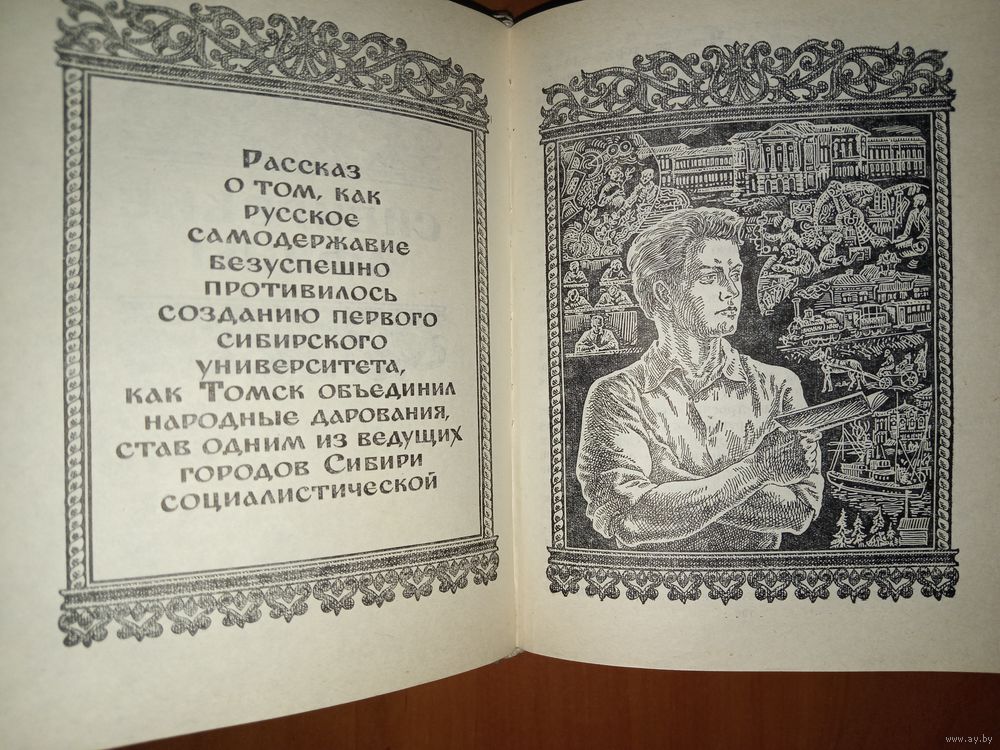 Рассказ
о том, как
русское
самодержавие
безуспешно
противилось
созданию первого
сибирского
университета,
как Томск объединил
народные дарования,
став одним из ведущих
городов Сибири
социалистической
www.ay.by